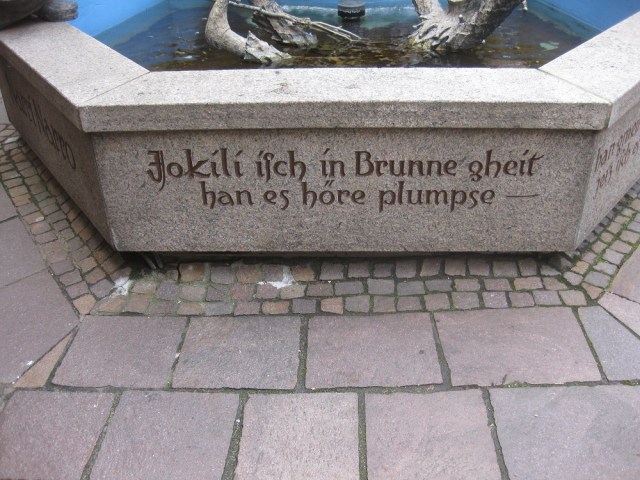 Jokili isch in Brunne gheit
han es höre plumpse —